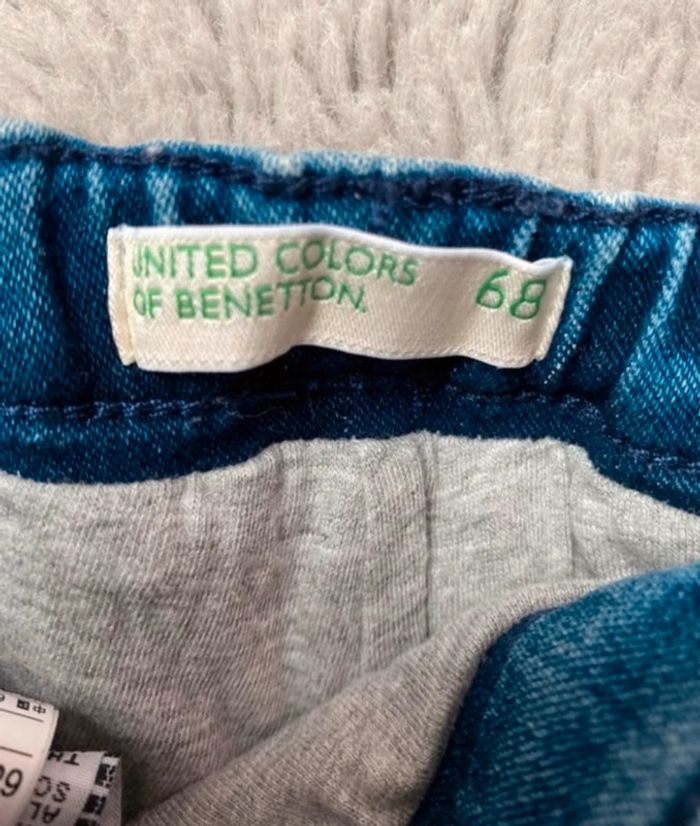 UNITED COLORS
OF BENETTON.
68